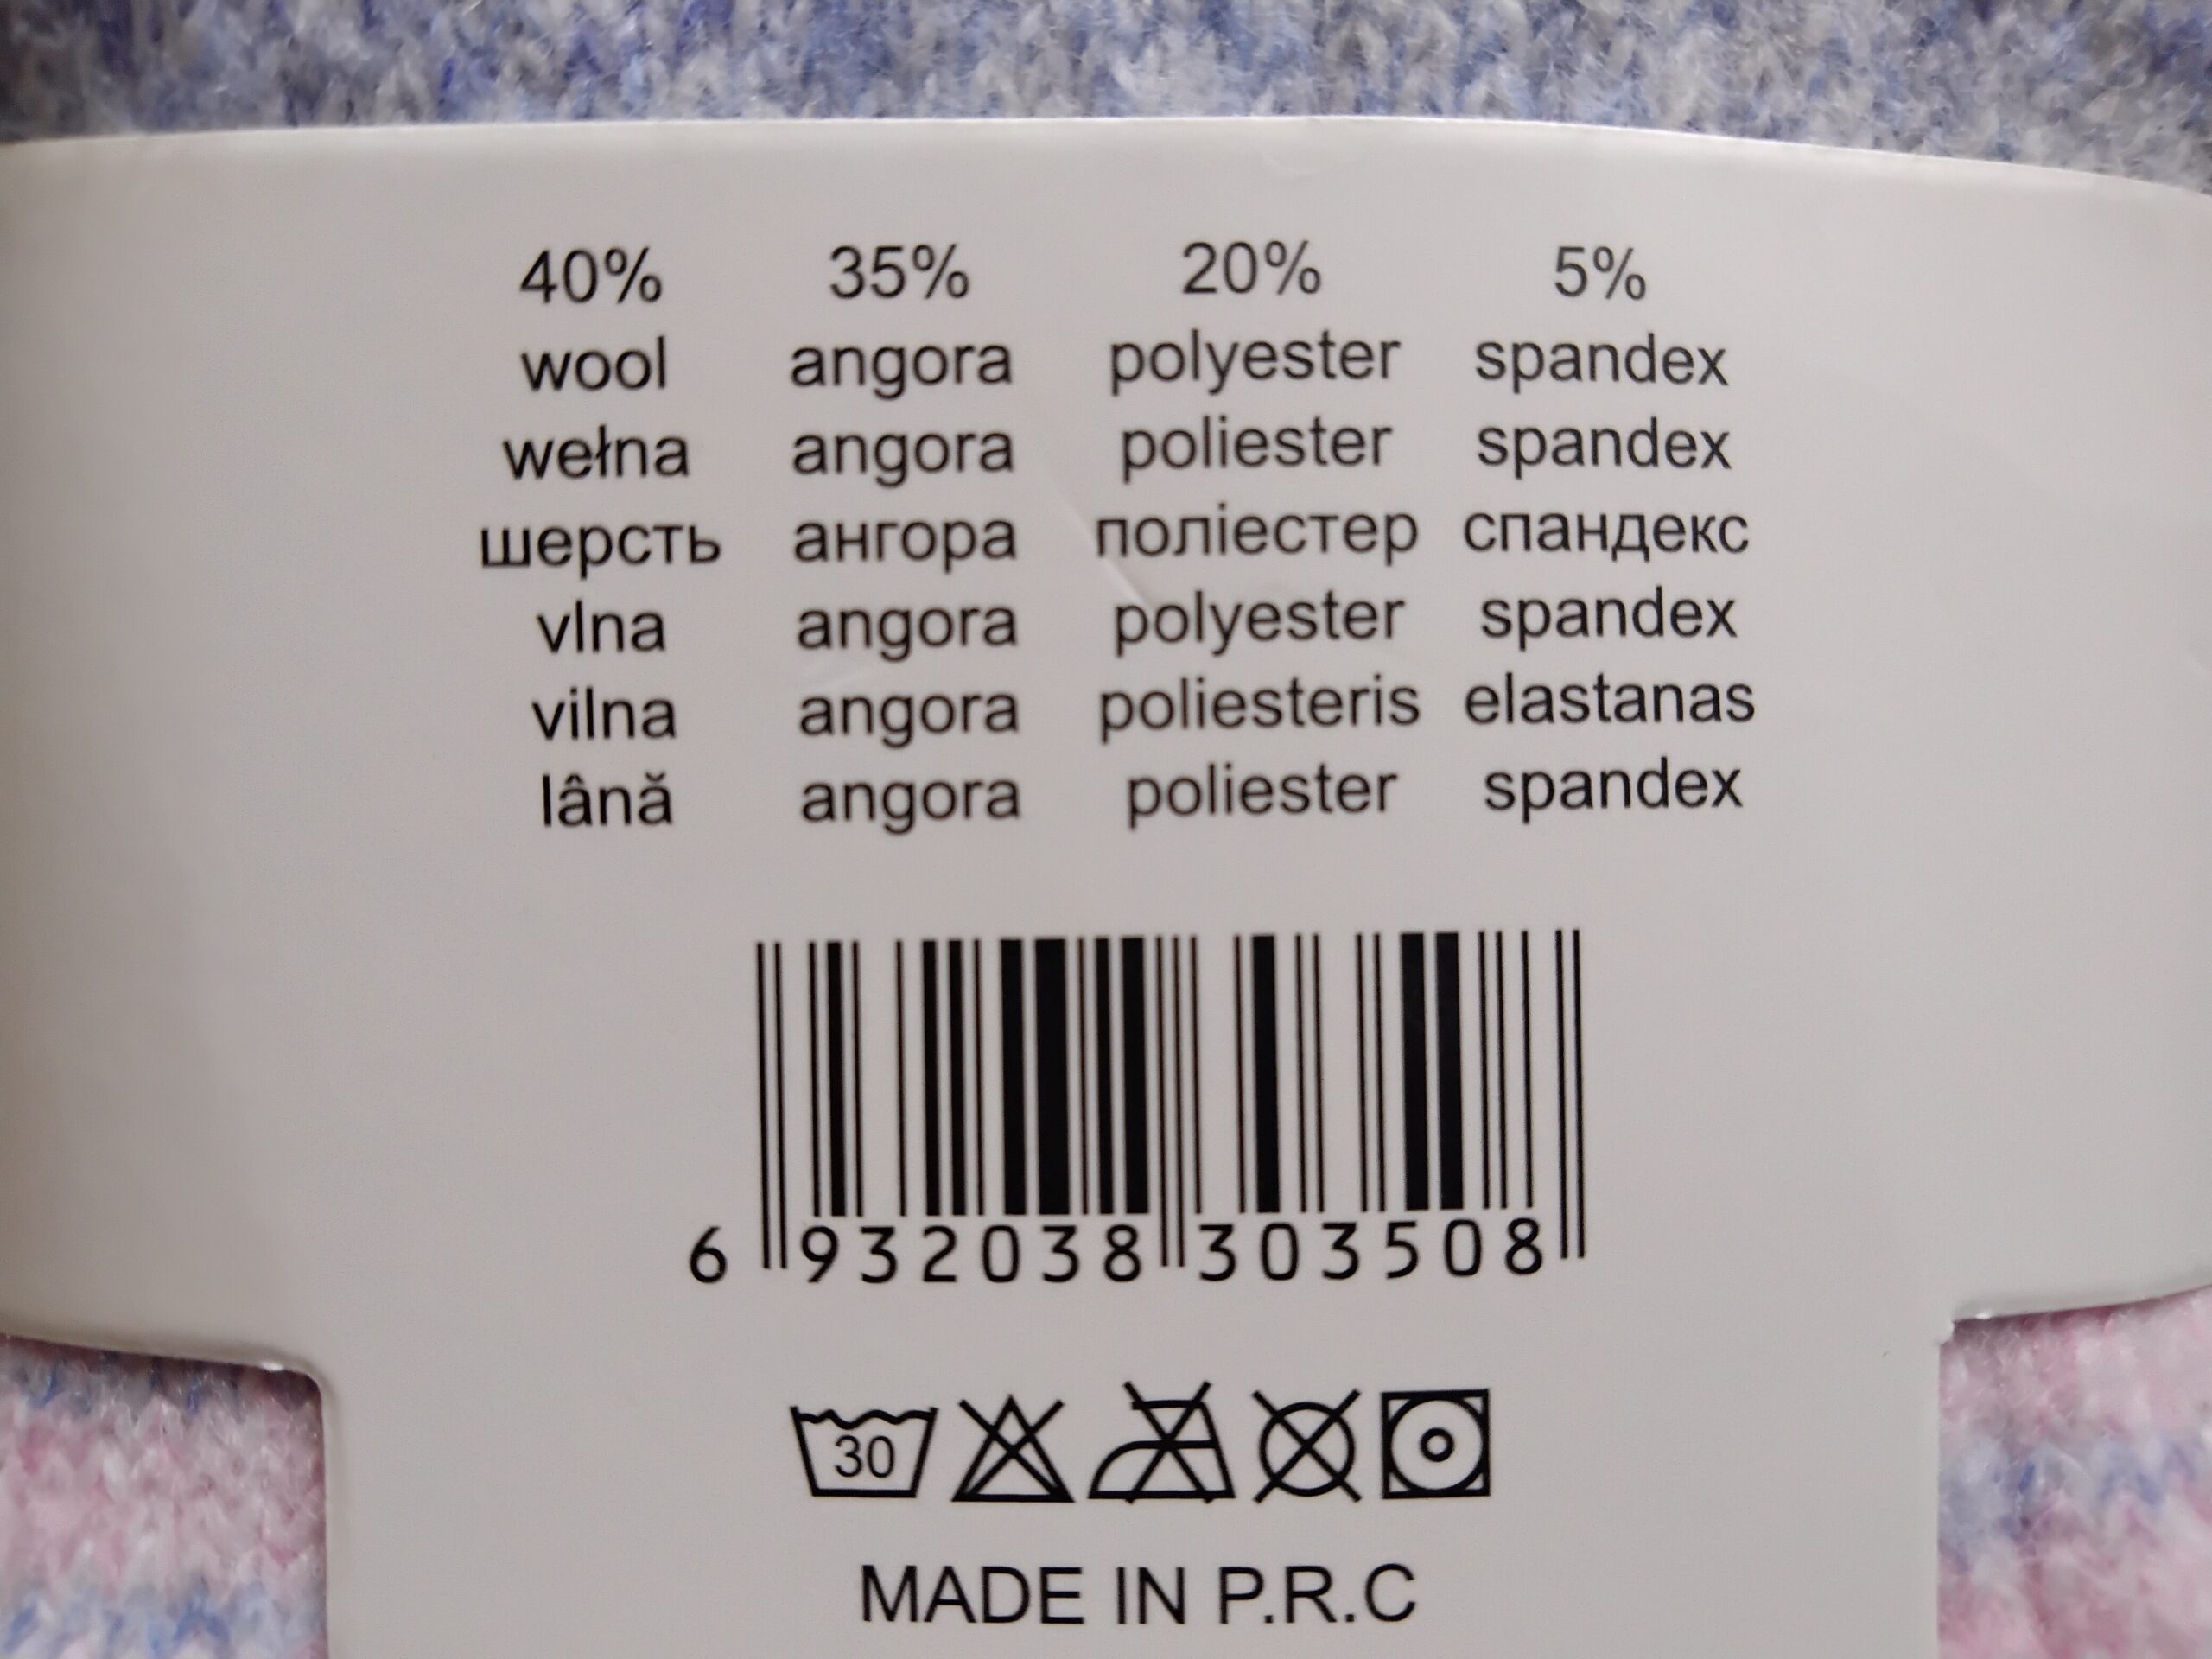 40% 35% 20% 5%
wool angora polyester spandex
wełna angora poliester spandex
шерсть ангора поліестер спандекс
vlna angora polyester spandex
vilna angora poliesteris elastanas
lână angora poliester spandex
6 932038 303508
30
MADE IN P.R.C